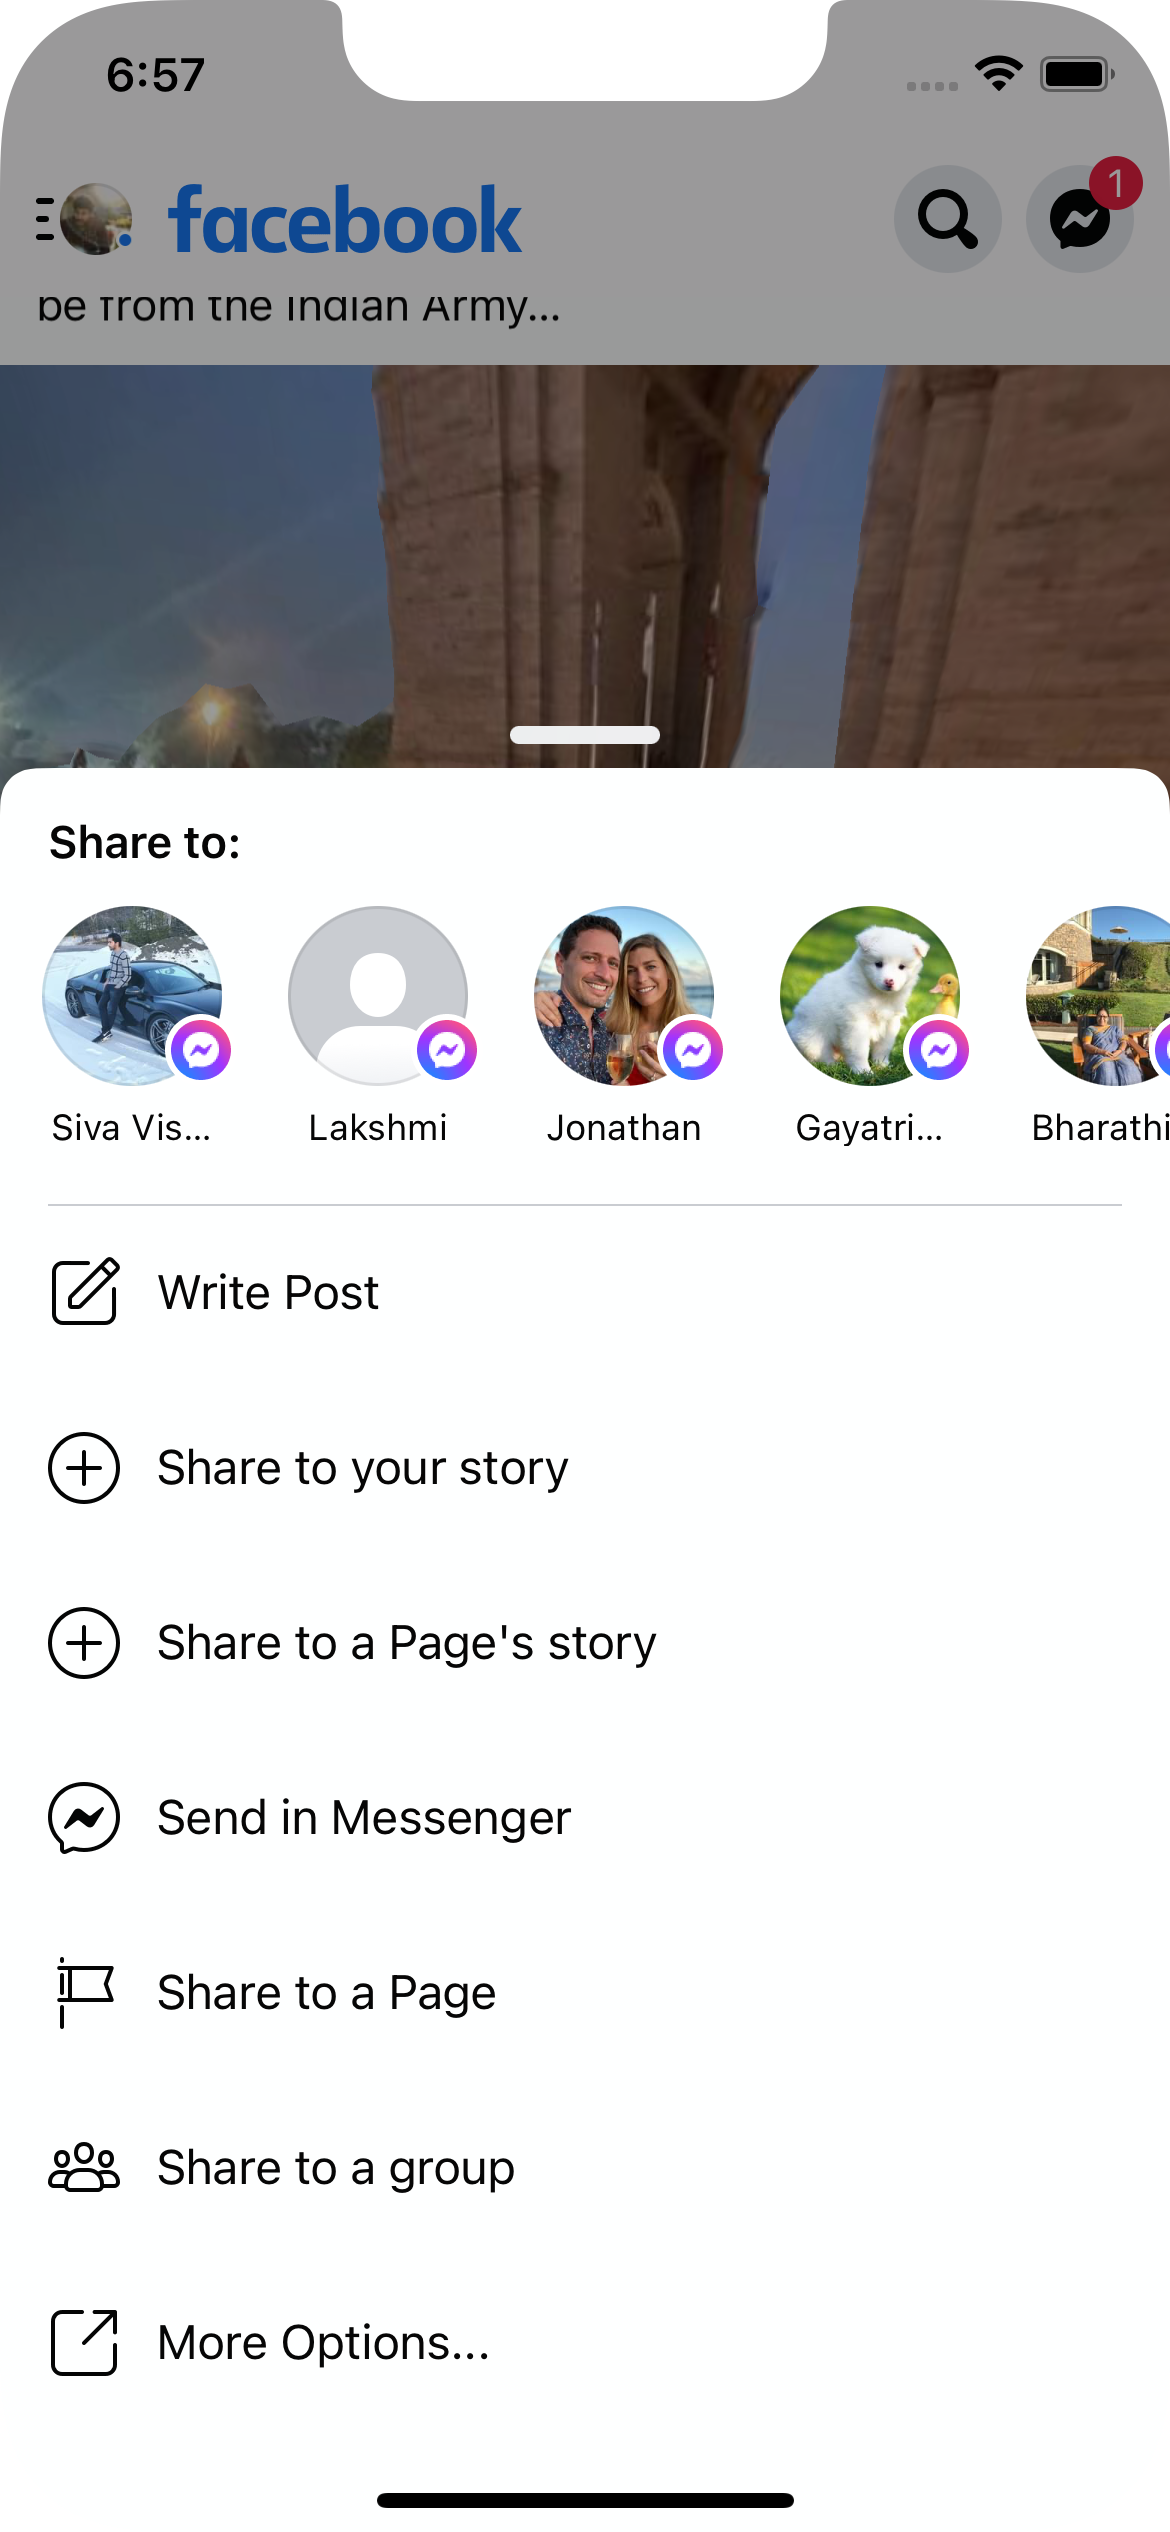 6:57
facebook
1
be from the Indian Army...
Share to:
Siva Vis...
Lakshmi
Jonathan
Gayatri...
Bharathi
Write Post
Share to your story
Share to a Page's story
Send in Messenger
Share to a Page
Share to a group
More Options...